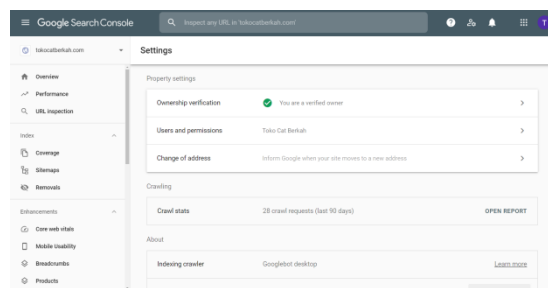 Google Search Console
Inspect any URL in 'tokocatberkah.com'
T
tokocatberkah.com
Settings
Overview
Performance
URL inspection
Index
Coverage
Sitemaps
Removals
Enhancements
Core web vitals
Mobile Usability
Breadcrumbs
Products
Property settings
Ownership verification
You are a verified owner
Users and permissions
Toko Cat Berkah
Change of address
Inform Google when your site moves to a new address
Crawling
Crawl stats
28 crawl requests (last 90 days)
OPEN REPORT
About
Indexing crawler
Googlebot desktop
Learn more